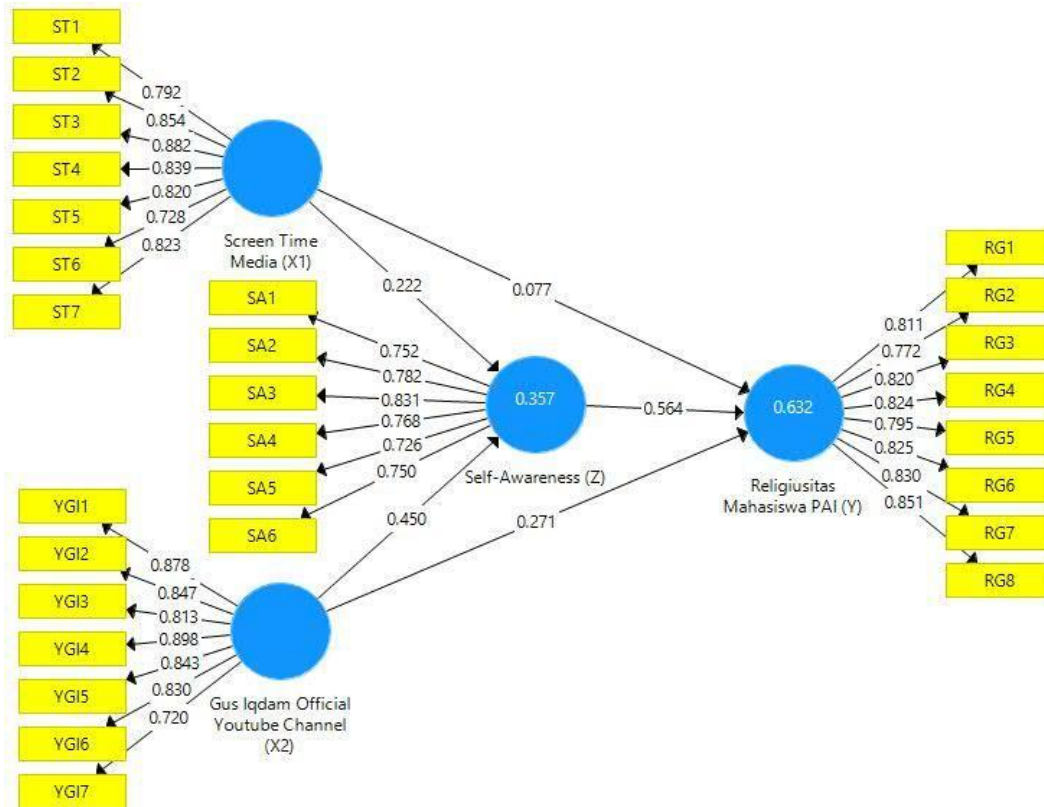 ST1
ST2
ST3
ST4
ST5
ST6
ST7
0.792
0.854
0.882
0.839
0.820
0.728
0.823
Screen Time
Media (X1)
0.222
0.077
SA1
SA2
SA3
SA4
SA5
SA6
0.752
0.782
0.831
0.768
0.726
0.750
0.357
Self-Awareness (Z)
0.564
0.450
0.271
YGI1
YGI2
YGI3
YGI4
YGI5
YGI6
YGI7
0.878
0.847
0.813
0.898
0.843
0.830
0.720
Gus Iqdam Official
Youtube Channel
(X2)
0.632
Religiusitas
Mahasiswa PAI (Y)
0.811
0.772
0.820
0.824
0.795
0.825
0.830
0.851
RG1
RG2
RG3
RG4
RG5
RG6
RG7
RG8